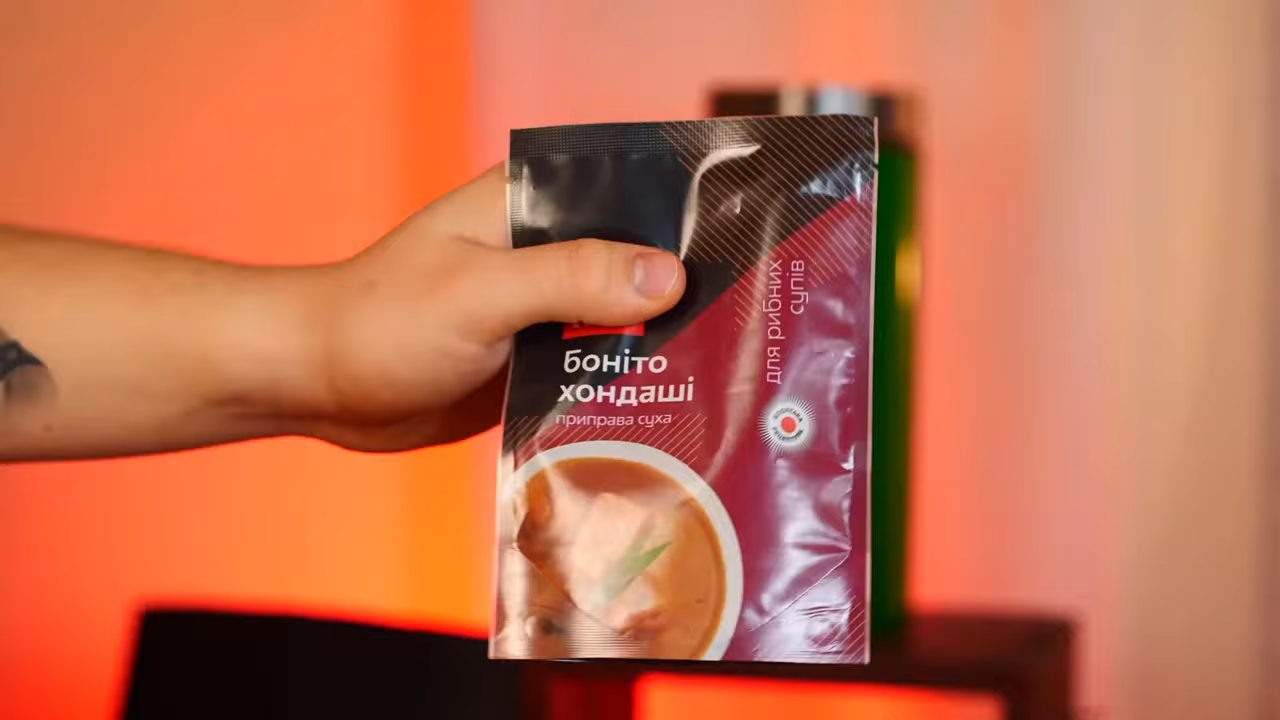 боніто
хондаші
приправа суха
для рибних
супів